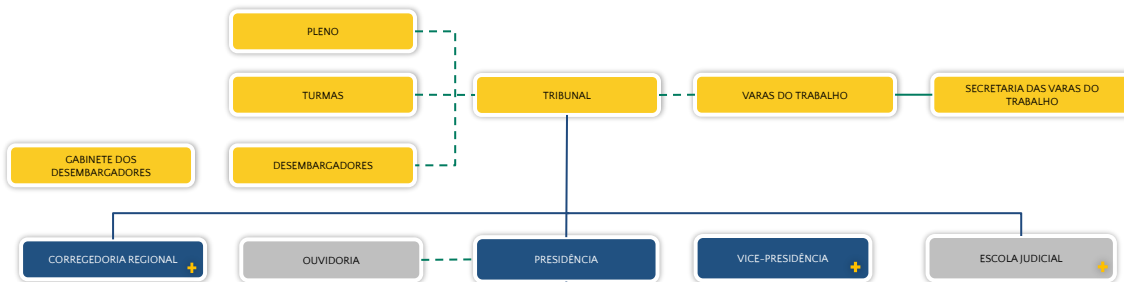 PLENO
TURMAS
TRIBUNAL
VARAS DO TRABALHO
SECRETARIA DAS VARAS DO
TRABALHO
GABINETE DOS
DESEMBARGADORES
DESEMBARGADORES
CORREGEDORIA REGIONAL
OUVIDORIA
PRESIDÊNCIA
VICE-PRESIDÊNCIA
ESCOLA JUDICIAL